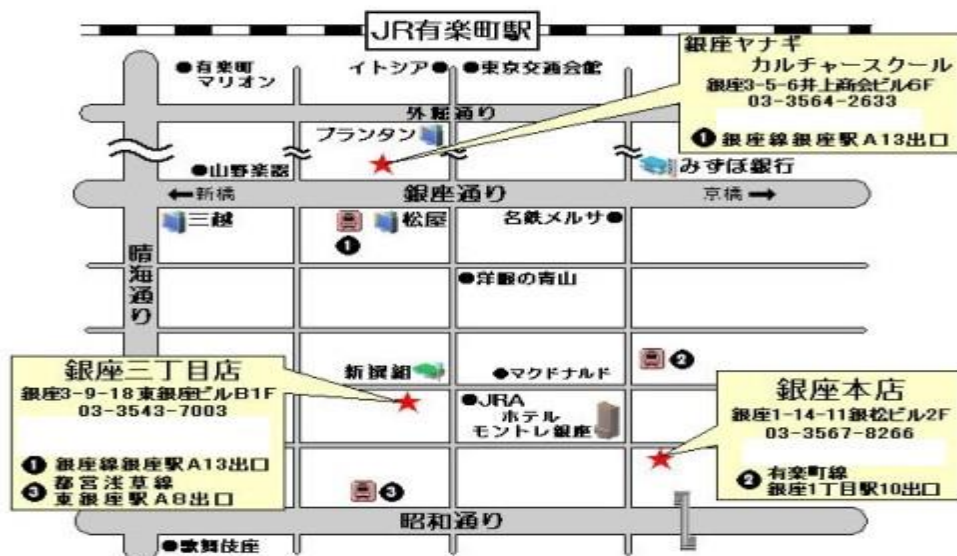 JR有楽町駅
●有楽町
マリオン
イトシア●
●東京交通会館
銀座ヤナギ
カルチャースクール
銀座3-5-6井上商会ビル6F
03-3564-2633
❶銀座線銀座駅A13出口
外堀通り
プランタン
●山野楽器
みずほ銀行
←新橋
銀座通り
京橋→
三越
❶
松屋
名鉄メルサ●
晴海通り
●洋服の青山
銀座三丁目店
銀座3-9-18東銀座ビルB1F
03-3543-7003
❶銀座線銀座駅A13出口
❸都営浅草線
東銀座駅A8出口
新撰組
●マクドナルド
❷
●JRA
ホテル
モントレ銀座
銀座本店
銀座1-14-11銀松ビル2F
03-3567-8266
❷有楽町線
銀座1丁目駅10出口
❸
昭和通り
●歌舞伎座